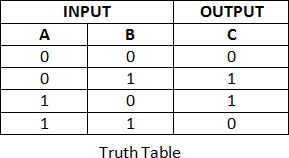 INPUT OUTPUT
A B C
0 0 0
0 1 1
1 0 1
1 1 0
Truth Table